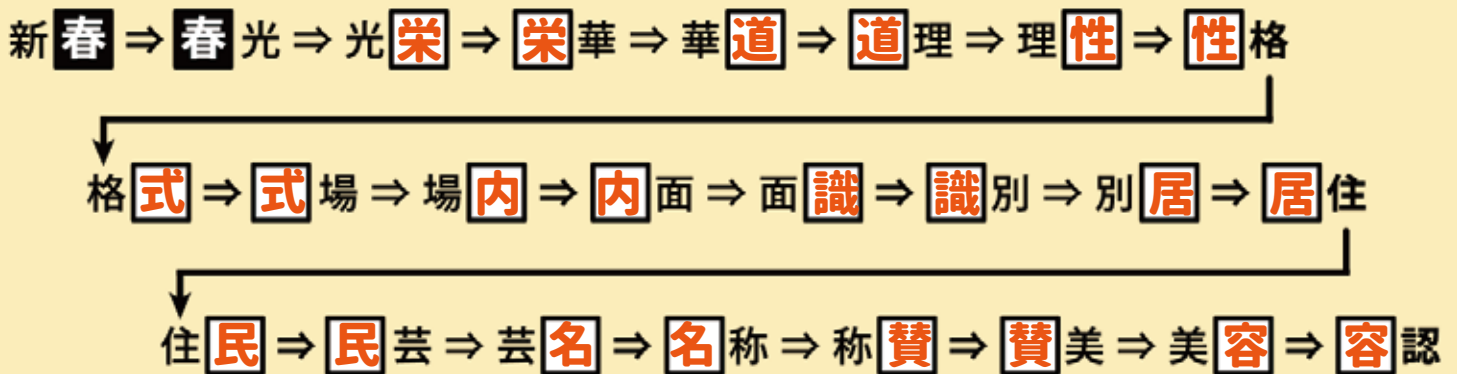 新春⇒春光⇒光栄⇒栄華⇒華道⇒道理⇒理性⇒性格
格式⇒式場⇒場内⇒内面⇒面識⇒識別⇒別居⇒居住
住民⇒民芸⇒芸名⇒名称⇒称賛⇒賛美⇒美容⇒容認